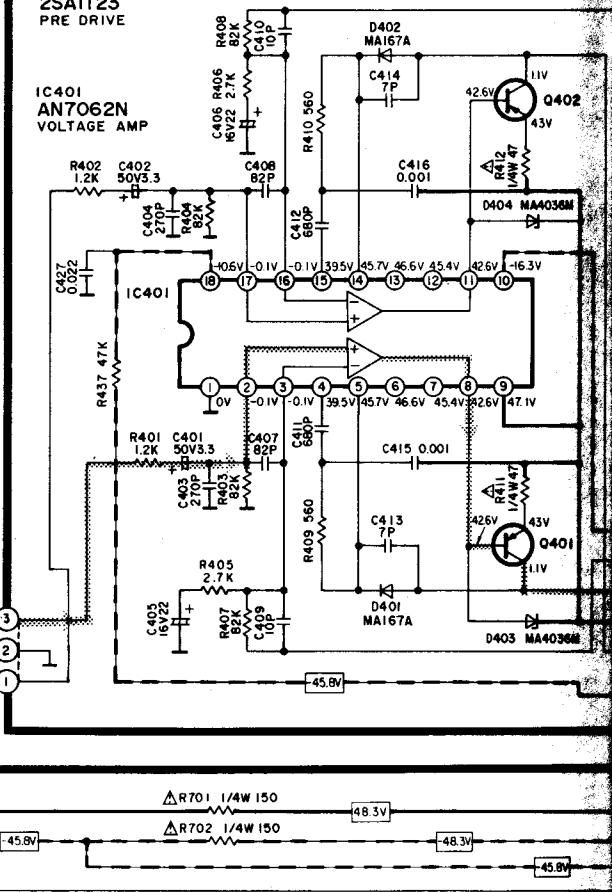 2SA1123
PRE DRIVE
IC401
AN7062N
VOLTAGE AMP
R408
82K
C410
10P
R406 2.7K
C406
16V22
+
D402
MA167A
C414
7P
R410 560
1.1V
42.6V
Q402
43V
R412
1/4W 47
R402
1.2K
C402
50V3.3
+
C408
82P
C416
0.001
C404
270P
R404
82K
C412
680P
D404 MA4036M
C427
0.022
IC401
18 -10.6V 17 -0.1V 16 -0.1V 15 39.5V 14 45.7V 13 46.6V 12 45.4V 11 42.6V 10 -16.3V
−
+
+
−
R437 47K
1 2 3 4 5 6 7 8 9
0V -0.1V -0.1V 39.5V 45.7V 46.6V 45.4V 42.6V 47.1V
R401
1.2K
C401
50V3.3
+
C407
82P
C411
680P
C415 0.001
C403
270P
R403
82K
R411
1/4W47
R409 560
42.6V
43V
C413
7P
Q401
R405
2.7K
1.1V
C405
16V22
+
R407
82K
C409
10P
D401
MA167A
D403 MA4036M
3
2
1
-45.8V
R701 1/4W 150
48.3V
R702 1/4W 150
-45.8V
-48.3V
-45.8V